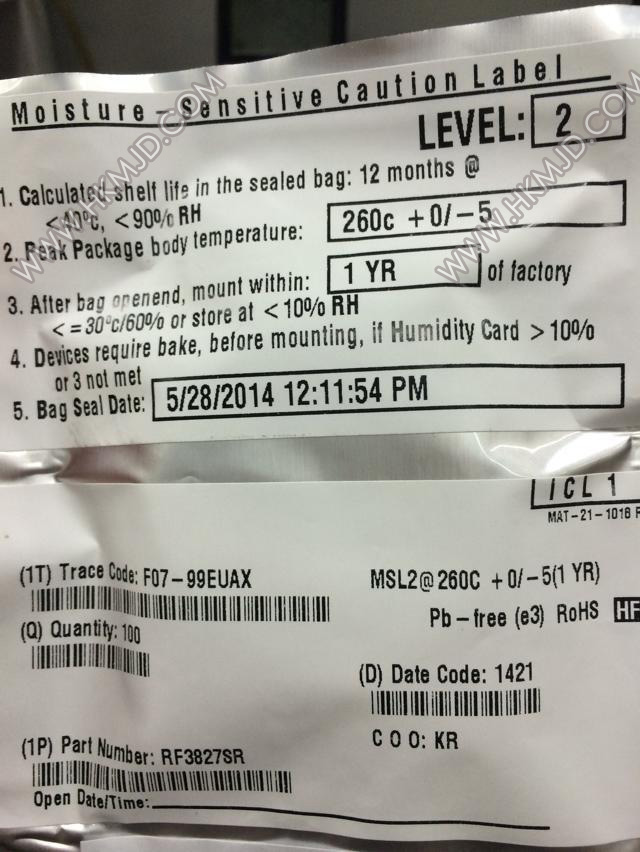 Moisture - Sensitive Caution Label
LEVEL: 2
1. Calculated shelf life in the sealed bag: 12 months @
<40°c, <90% RH
2. Peak Package body temperature: 260c +0/-5
3. After bag openend, mount within: 1 YR of factory
<=30°c/60% or store at <10% RH
4. Devices require bake, before mounting, if Humidity Card >10%
or 3 not met
5. Bag Seal Date: 5/28/2014 12:11:54 PM
ICL 1
MAT-21-1018
(1T) Trace Code: F07-99EUAX
MSL2@260C +0/-5(1 YR)
Pb-free (e3) RoHS HF
(Q) Quantity: 100
(D) Date Code: 1421
C O O: KR
(1P) Part Number: RF3827SR
Open Date/Time:
WWW.HKMJD.COM
WWW.HKMJD.COM